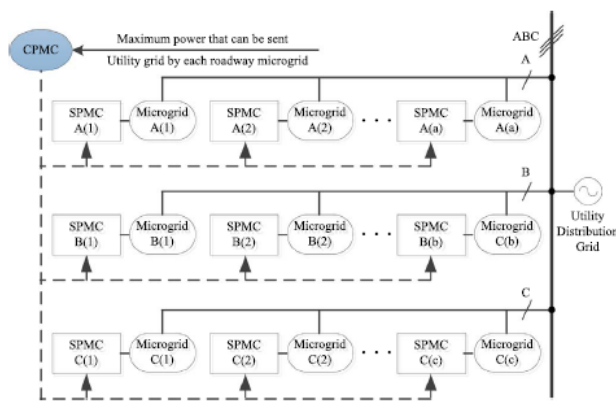 ABC
CPMC
Maximum power that can be sent
Utility grid by each roadway microgrid
A
SPMC
A(1)
Microgrid
A(1)
SPMC
A(2)
Microgrid
A(2)
· · ·
SPMC
A(a)
Microgrid
A(a)
B
SPMC
B(1)
Microgrid
B(1)
SPMC
B(2)
Microgrid
B(2)
· · ·
SPMC
B(b)
Microgrid
C(b)
Utility
Distribution
Grid
C
SPMC
C(1)
Microgrid
C(1)
SPMC
C(2)
Microgrid
C(2)
· · ·
SPMC
C(c)
Microgrid
C(c)